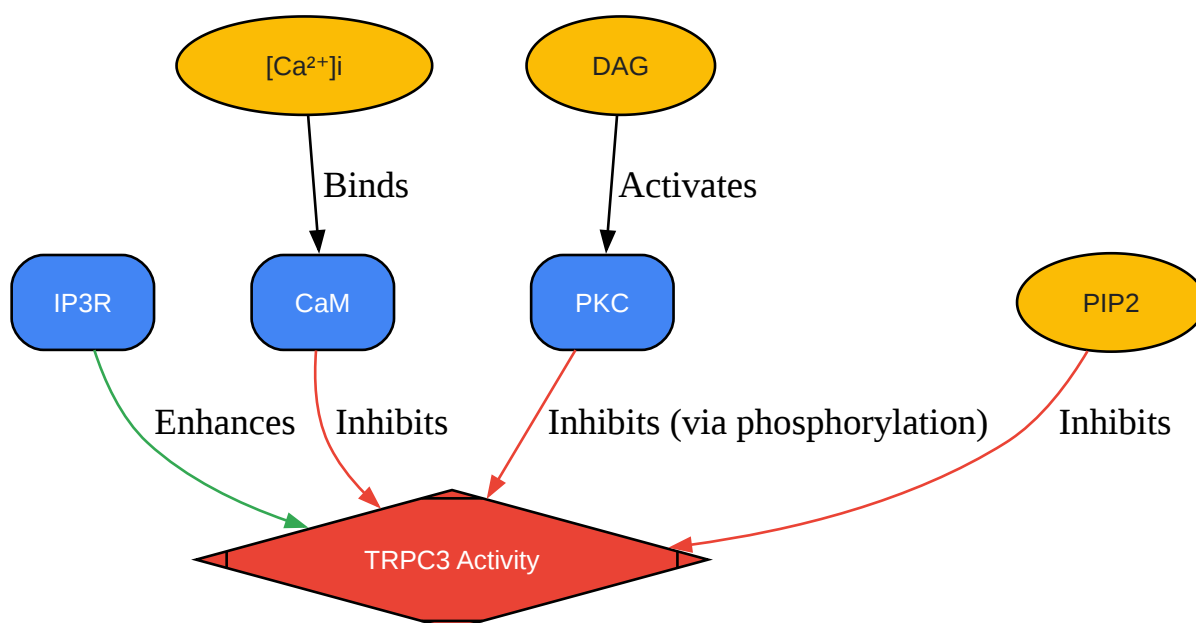 [Ca²⁺]i
DAG
Binds
Activates
IP3R
CaM
PKC
PIP2
Enhances
Inhibits
Inhibits (via phosphorylation)
Inhibits
TRPC3 Activity